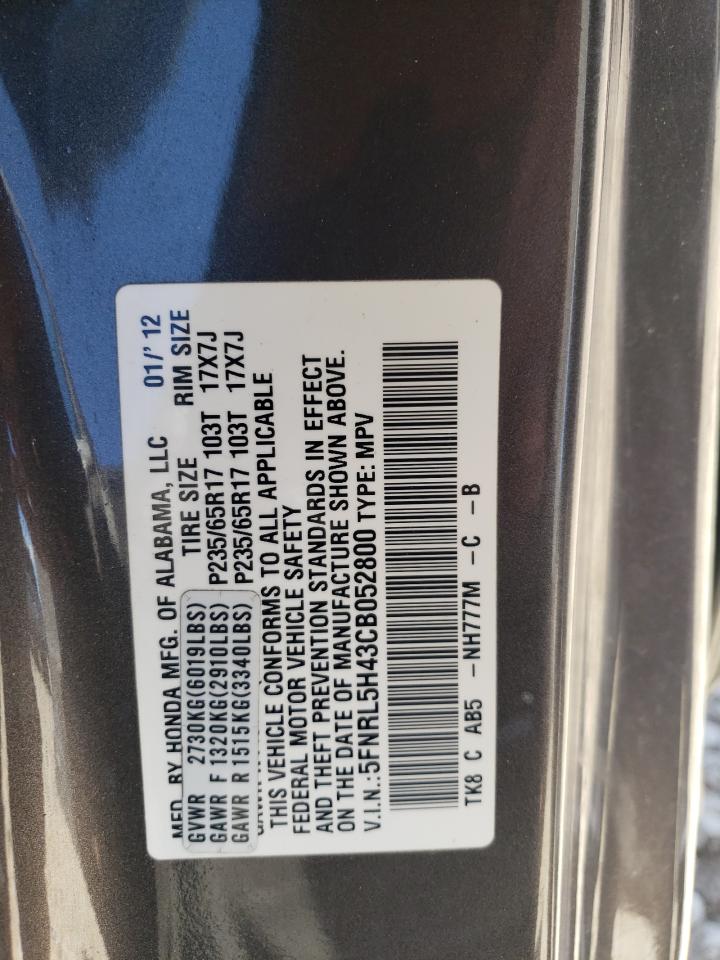 MFD. BY HONDA MFG. OF ALABAMA, LLC 01/'12
GVWR 2730KG(6019LBS) TIRE SIZE RIM SIZE
GAWR F 1320KG(2910LBS) P235/65R17 103T 17X7J
GAWR R 1515KG(3340LBS) P235/65R17 103T 17X7J
THIS VEHICLE CONFORMS TO ALL APPLICABLE
FEDERAL MOTOR VEHICLE SAFETY
AND THEFT PREVENTION STANDARDS IN EFFECT
ON THE DATE OF MANUFACTURE SHOWN ABOVE.
V.I.N.:5FNRL5H43CB052800 TYPE: MPV
TK8 C AB5 -NH777M -C -B